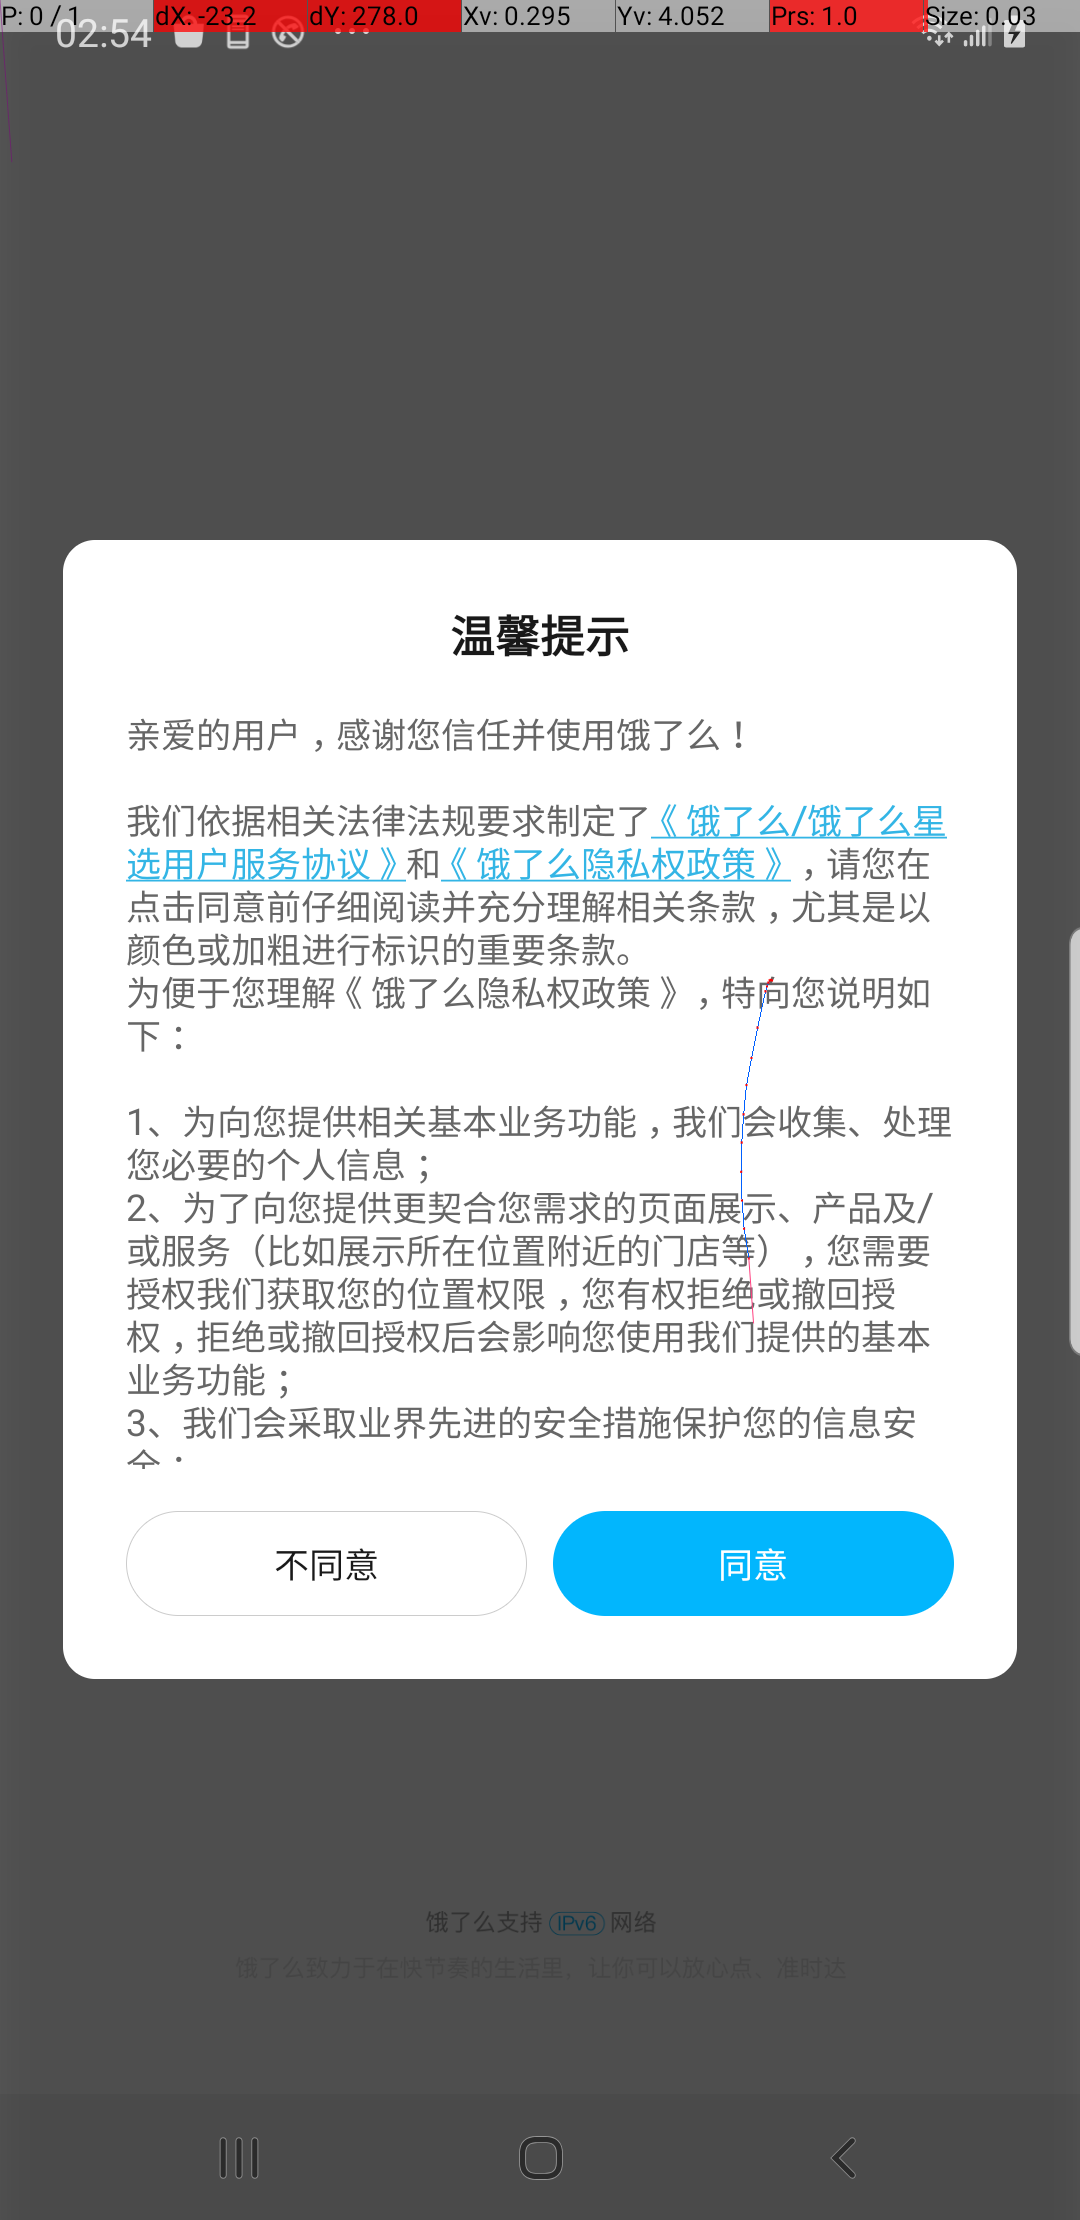 P: 0 / 1 dX: -23.2 dY: 278.0 Xv: 0.295 Yv: 4.052 Prs: 1.0 Size: 0.03
02:54
温馨提示
亲爱的用户，感谢您信任并使用饿了么！
我们依据相关法律法规要求制定了《饿了么/饿了么星
选用户服务协议》和《饿了么隐私权政策》，请您在
点击同意前仔细阅读并充分理解相关条款，尤其是以
颜色或加粗进行标识的重要条款。
为便于您理解《饿了么隐私权政策》，特向您说明如
下：
1、为向您提供相关基本业务功能，我们会收集、处理
您必要的个人信息；
2、为了向您提供更契合您需求的页面展示、产品及/
或服务（比如展示所在位置附近的门店等），您需要
授权我们获取您的位置权限，您有权拒绝或撤回授
权，拒绝或撤回授权后会影响您使用我们提供的基本
业务功能；
3、我们会采取业界先进的安全措施保护您的信息安
不同意 同意
饿了么支持 IPv6 网络
饿了么致力于在快节奏的生活里，让你可以放心点、准时达